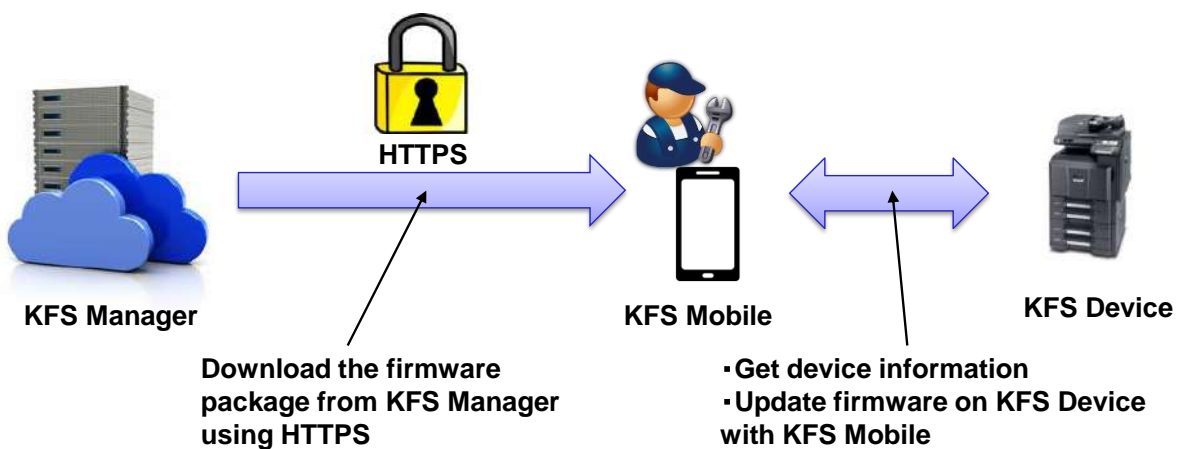 HTTPS
KFS Manager
KFS Mobile
KFS Device
Download the firmware
package from KFS Manager
using HTTPS
・Get device information
・Update firmware on KFS Device
with KFS Mobile